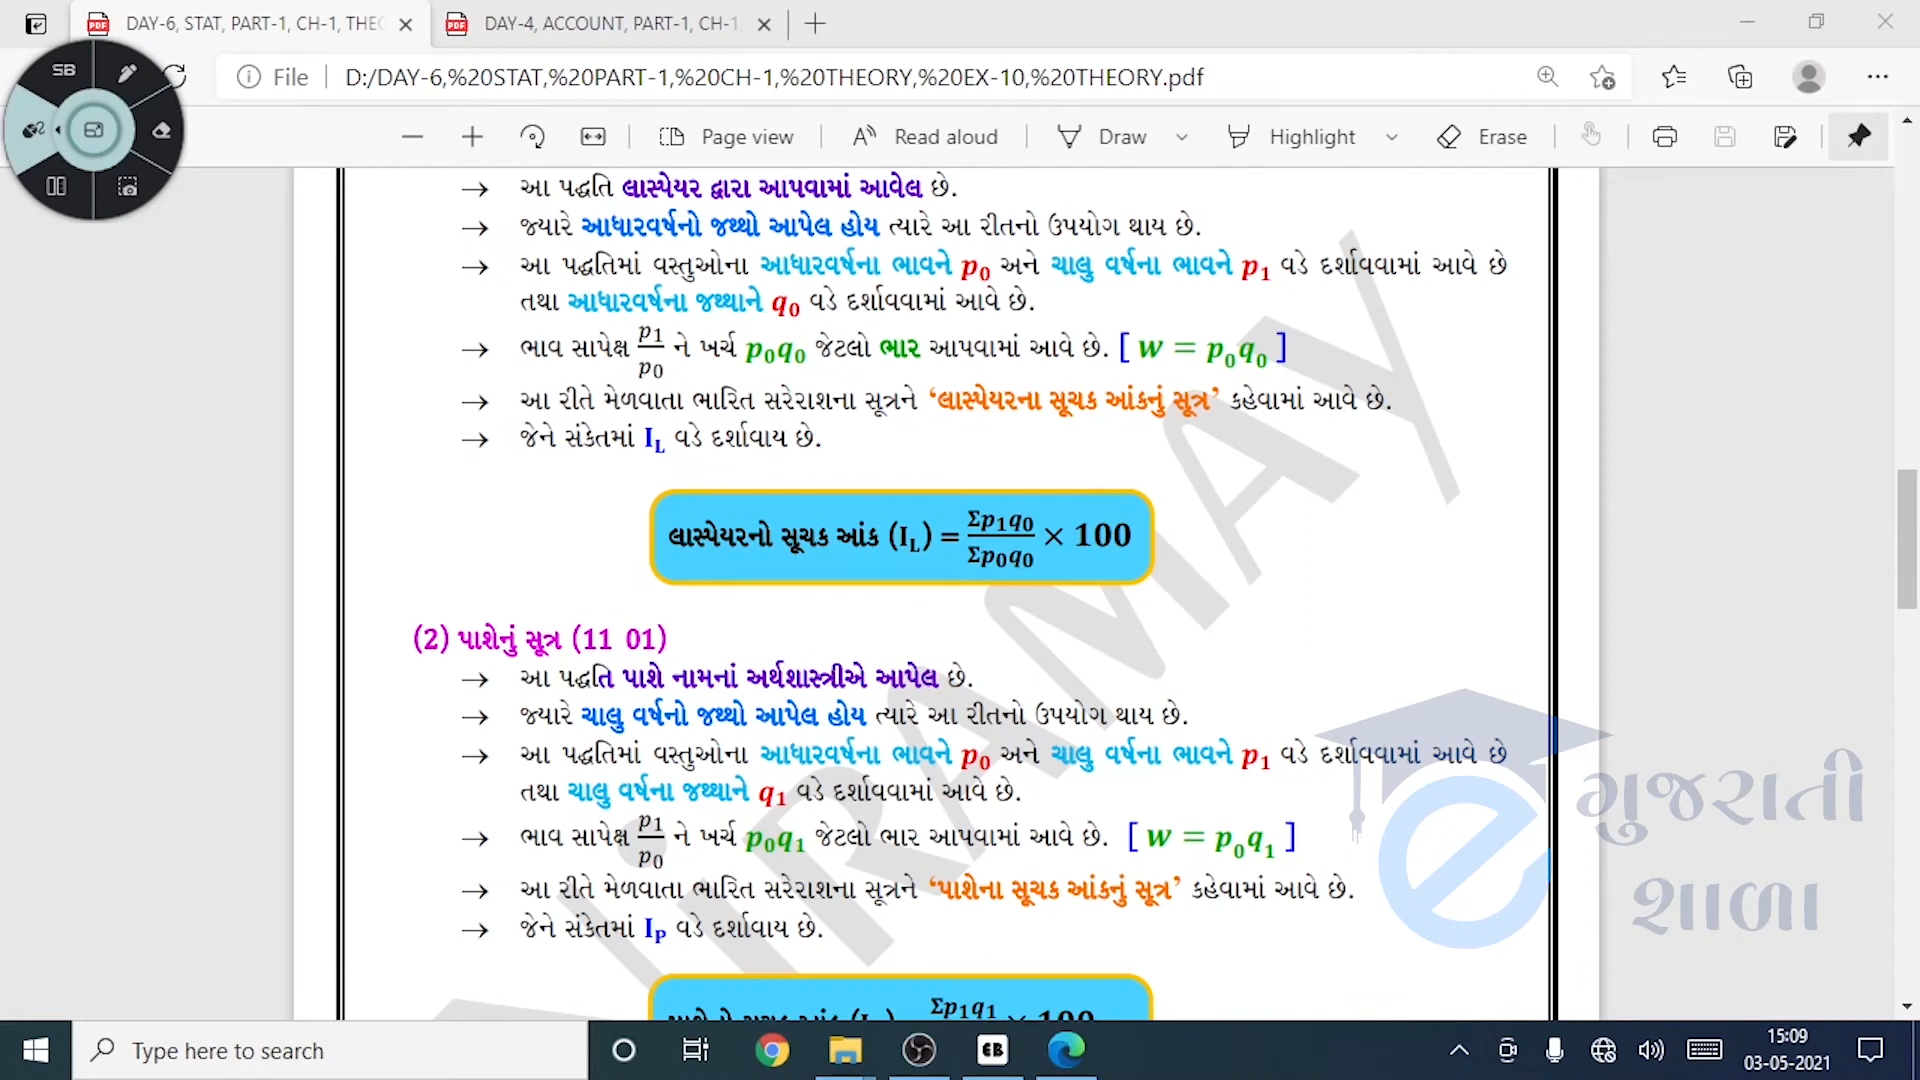 DAY-6, STAT, PART-1, CH-1, THEO
DAY-4, ACCOUNT, PART-1, CH-1,
File D:/DAY-6,%20STAT,%20PART-1,%20CH-1,%20THEORY,%20EX-10,%20THEORY.pdf
SB
Page view Read aloud Draw Highlight Erase
→ આ પદ્ધતિ લાસ્પેયર દ્વારા આપવામાં આવેલ છે.
→ જ્યારે આધારવર્ષનો જથ્થો આપેલ હોય ત્યારે આ રીતનો ઉપયોગ થાય છે.
→ આ પદ્ધતિમાં વસ્તુઓના આધારવર્ષના ભાવને p₀ અને ચાલુ વર્ષના ભાવને p₁ વડે દર્શાવવામાં આવે છે
તથા આધારવર્ષના જથ્થાને q₀ વડે દર્શાવવામાં આવે છે.
→ ભાવ સાપેક્ષ p₁/p₀ ને ખર્ચ p₀q₀ જેટલો ભાર આપવામાં આવે છે. [ w = p₀q₀ ]
→ આ રીતે મેળવાતા ભારિત સરેરાશના સૂત્રને ‘લાસ્પેયરના સૂચક આંકનું સૂત્ર’ કહેવામાં આવે છે.
→ જેને સંકેતમાં I_L વડે દર્શાવાય છે.
લાસ્પેયરનો સૂચક આંક (I_L) = Σp₁q₀/Σp₀q₀ × 100
(2) પાશેનું સૂત્ર (11 01)
→ આ પદ્ધતિ પાશે નામનાં અર્થશાસ્ત્રીએ આપેલ છે.
→ જ્યારે ચાલુ વર્ષનો જથ્થો આપેલ હોય ત્યારે આ રીતનો ઉપયોગ થાય છે.
→ આ પદ્ધતિમાં વસ્તુઓના આધારવર્ષના ભાવને p₀ અને ચાલુ વર્ષના ભાવને p₁ વડે દર્શાવવામાં આવે છે
તથા ચાલુ વર્ષના જથ્થાને q₁ વડે દર્શાવવામાં આવે છે.
→ ભાવ સાપેક્ષ p₁/p₀ ને ખર્ચ p₀q₁ જેટલો ભાર આપવામાં આવે છે. [ w = p₀q₁ ]
→ આ રીતે મેળવાતા ભારિત સરેરાશના સૂત્રને ‘પાશેના સૂચક આંકનું સૂત્ર’ કહેવામાં આવે છે.
→ જેને સંકેતમાં I_P વડે દર્શાવાય છે.
Σp₁q₁
ગુજરાતી
શાળા
Type here to search
15:09
03-05-2021